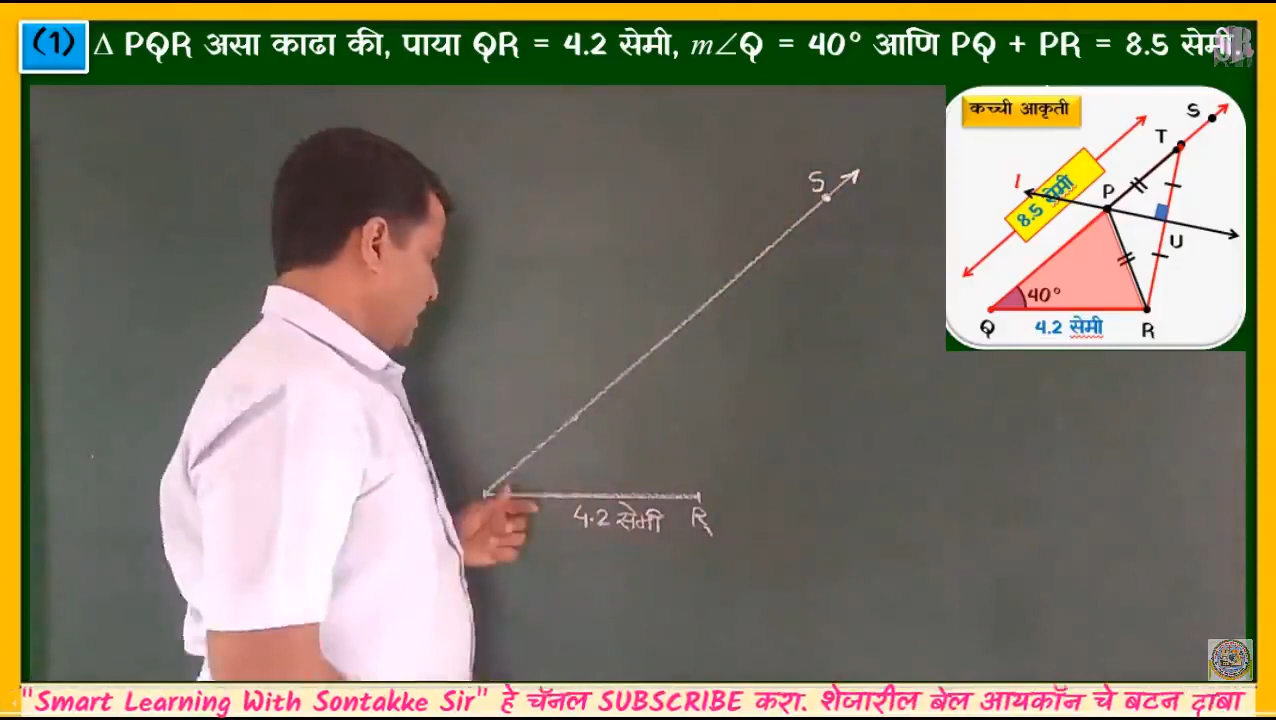 (1) Δ PQR असा काढा की, पाया QR = 4.2 सेमी, m∠Q = 40° आणि PQ + PR = 8.5 सेमी.
कच्ची आकृती
S
T
l
P
8.5 सेमी
U
40°
Q
4.2 सेमी
R
S
4.2 सेमी
R
"Smart Learning With Sontakke Sir" हे चॅनल SUBSCRIBE करा. शेजारील बेल आयकॉन चे बटन दाबा